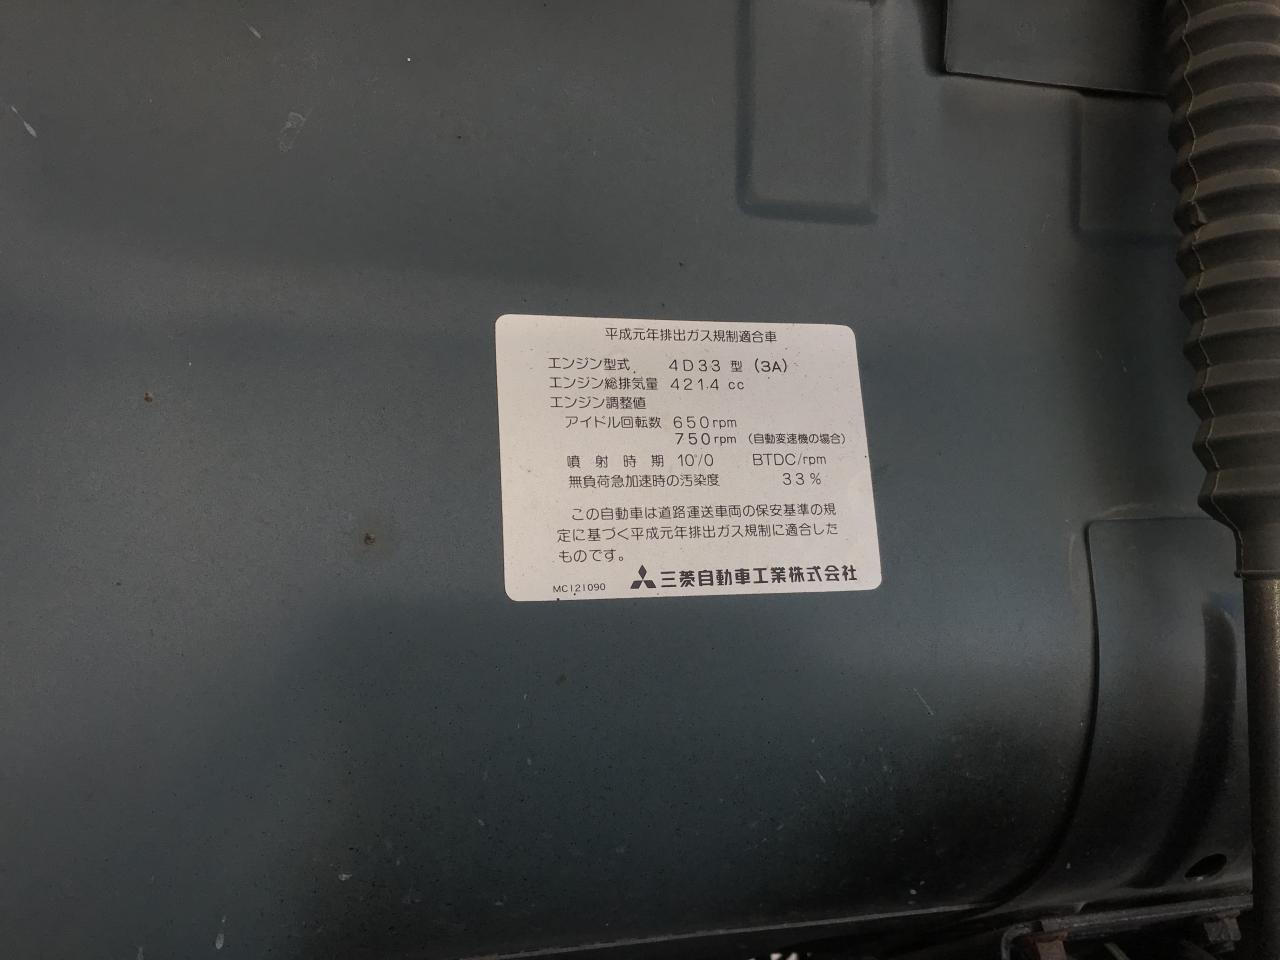 平成元年排出ガス規制適合車
エンジン型式 4D33 型 (3A)
エンジン総排気量 421.4 cc
エンジン調整値
アイドル回転数 650rpm
750rpm (自動変速機の場合)
噴射時期 10°/0 BTDC/rpm
無負荷急加速時の汚染度 33%
この自動車は道路運送車両の保安基準の規
定に基づく平成元年排出ガス規制に適合した
ものです。
MC121090 三菱自動車工業株式会社